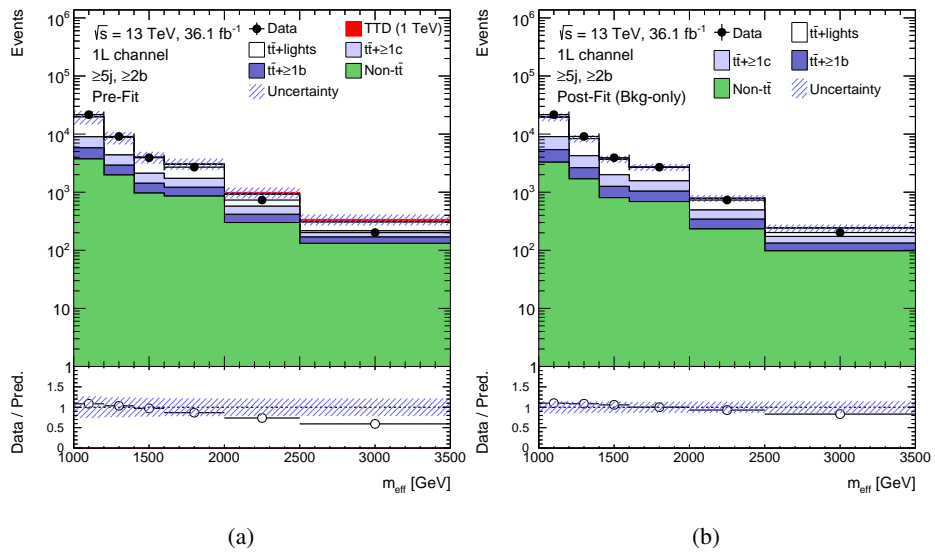 Events
10⁶
10⁵
10⁴
10³
10²
10
1
√s = 13 TeV, 36.1 fb⁻¹
1L channel
≥5j, ≥2b
Pre-Fit
Data
TTD (1 TeV)
tt̄+lights
tt̄+≥1c
tt̄+≥1b
Non-tt̄
Uncertainty
Data / Pred.
1.5
1
0.5
0
1000 1500 2000 2500 3000 3500
m_eff [GeV]
(a)
Events
10⁶
10⁵
10⁴
10³
10²
10
1
√s = 13 TeV, 36.1 fb⁻¹
1L channel
≥5j, ≥2b
Post-Fit (Bkg-only)
Data
tt̄+lights
tt̄+≥1c
tt̄+≥1b
Non-tt̄
Uncertainty
Data / Pred.
1.5
1
0.5
0
1000 1500 2000 2500 3000 3500
m_eff [GeV]
(b)